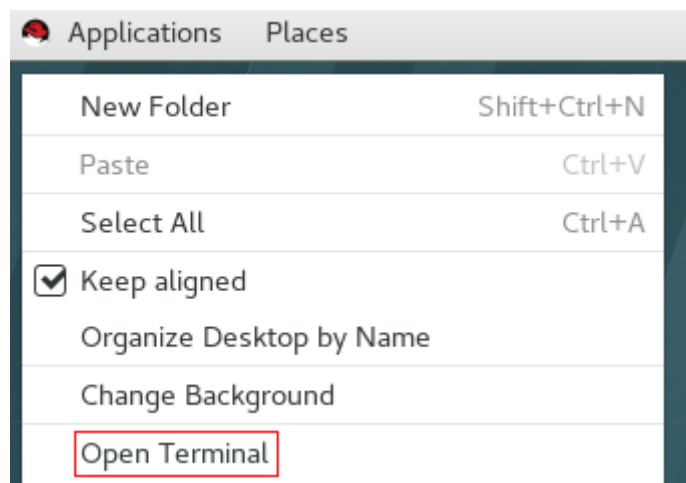 Applications Places
New Folder Shift+Ctrl+N
Paste Ctrl+V
Select All Ctrl+A
Keep aligned
Organize Desktop by Name
Change Background
Open Terminal